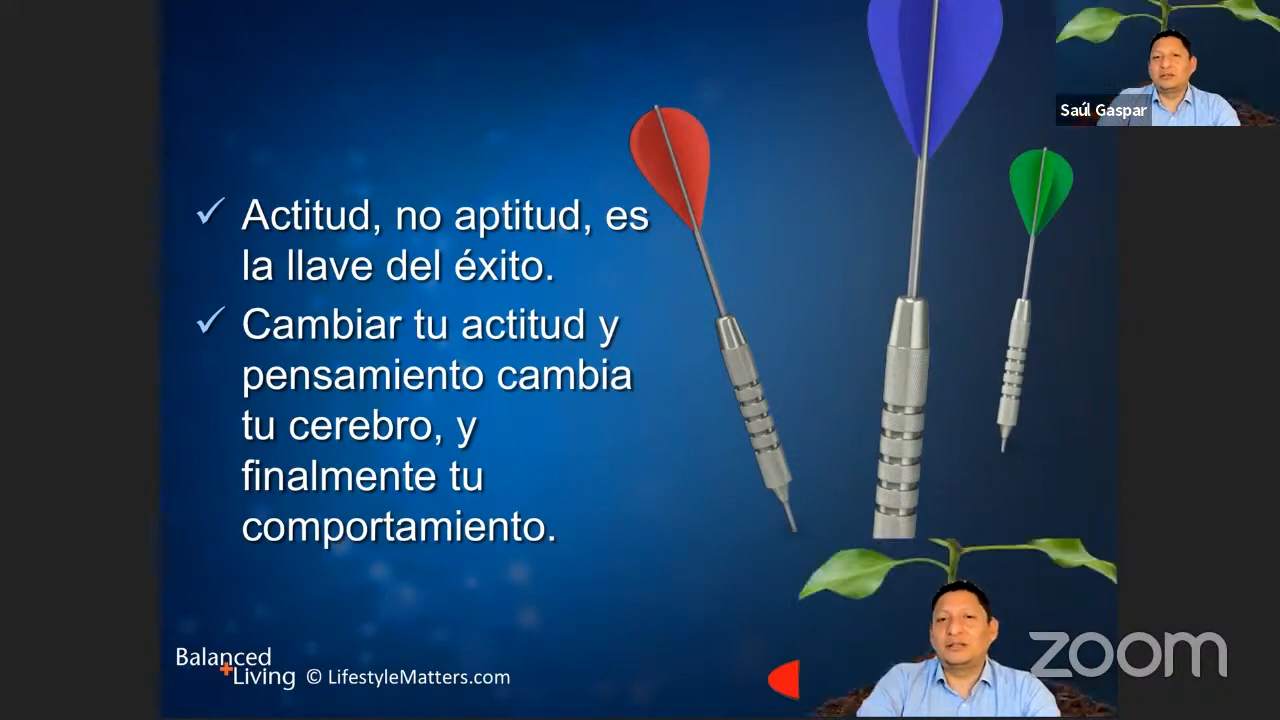 Saúl Gaspar
✓ Actitud, no aptitud, es
la llave del éxito.
✓ Cambiar tu actitud y
pensamiento cambia
tu cerebro, y
finalmente tu
comportamiento.
Balanced
Living © LifestyleMatters.com
zoom